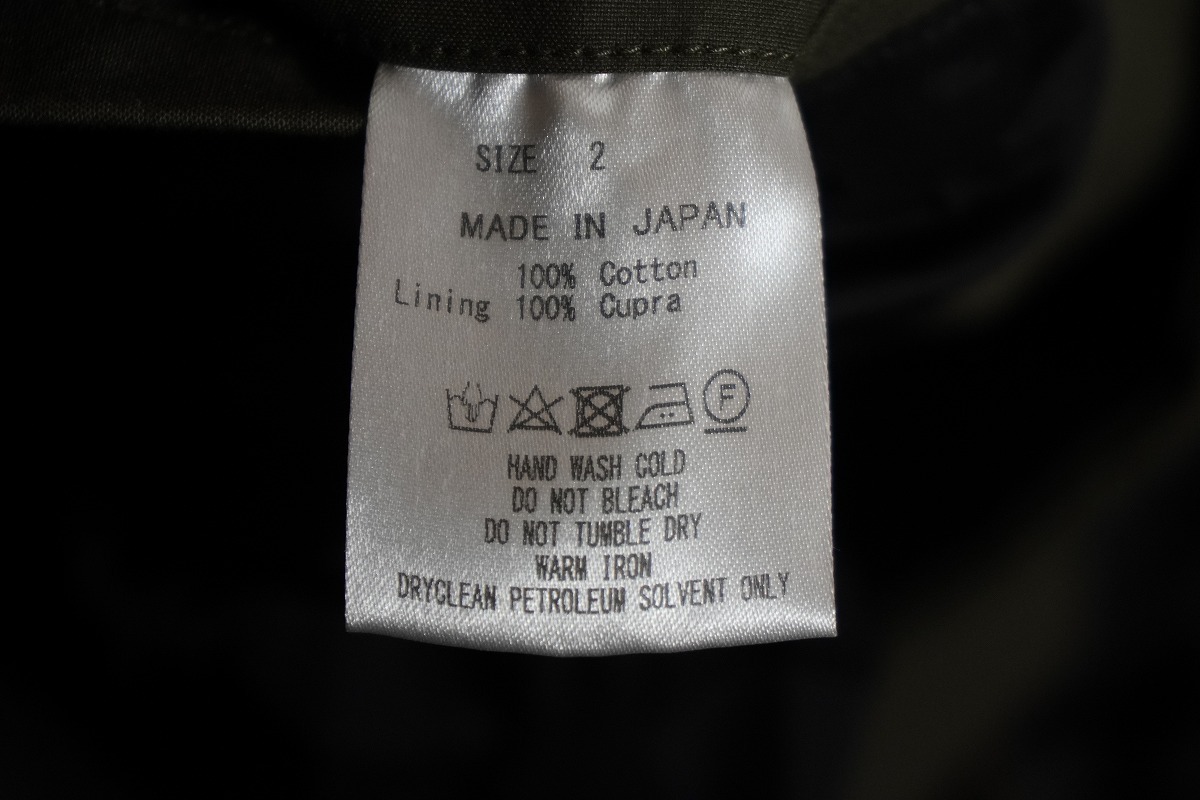 SIZE 2
MADE IN JAPAN
100% Cotton
Lining 100% Cupra
F
HAND WASH COLD
DO NOT BLEACH
DO NOT TUMBLE DRY
WARM IRON
DRYCLEAN PETROLEUM SOLVENT ONLY